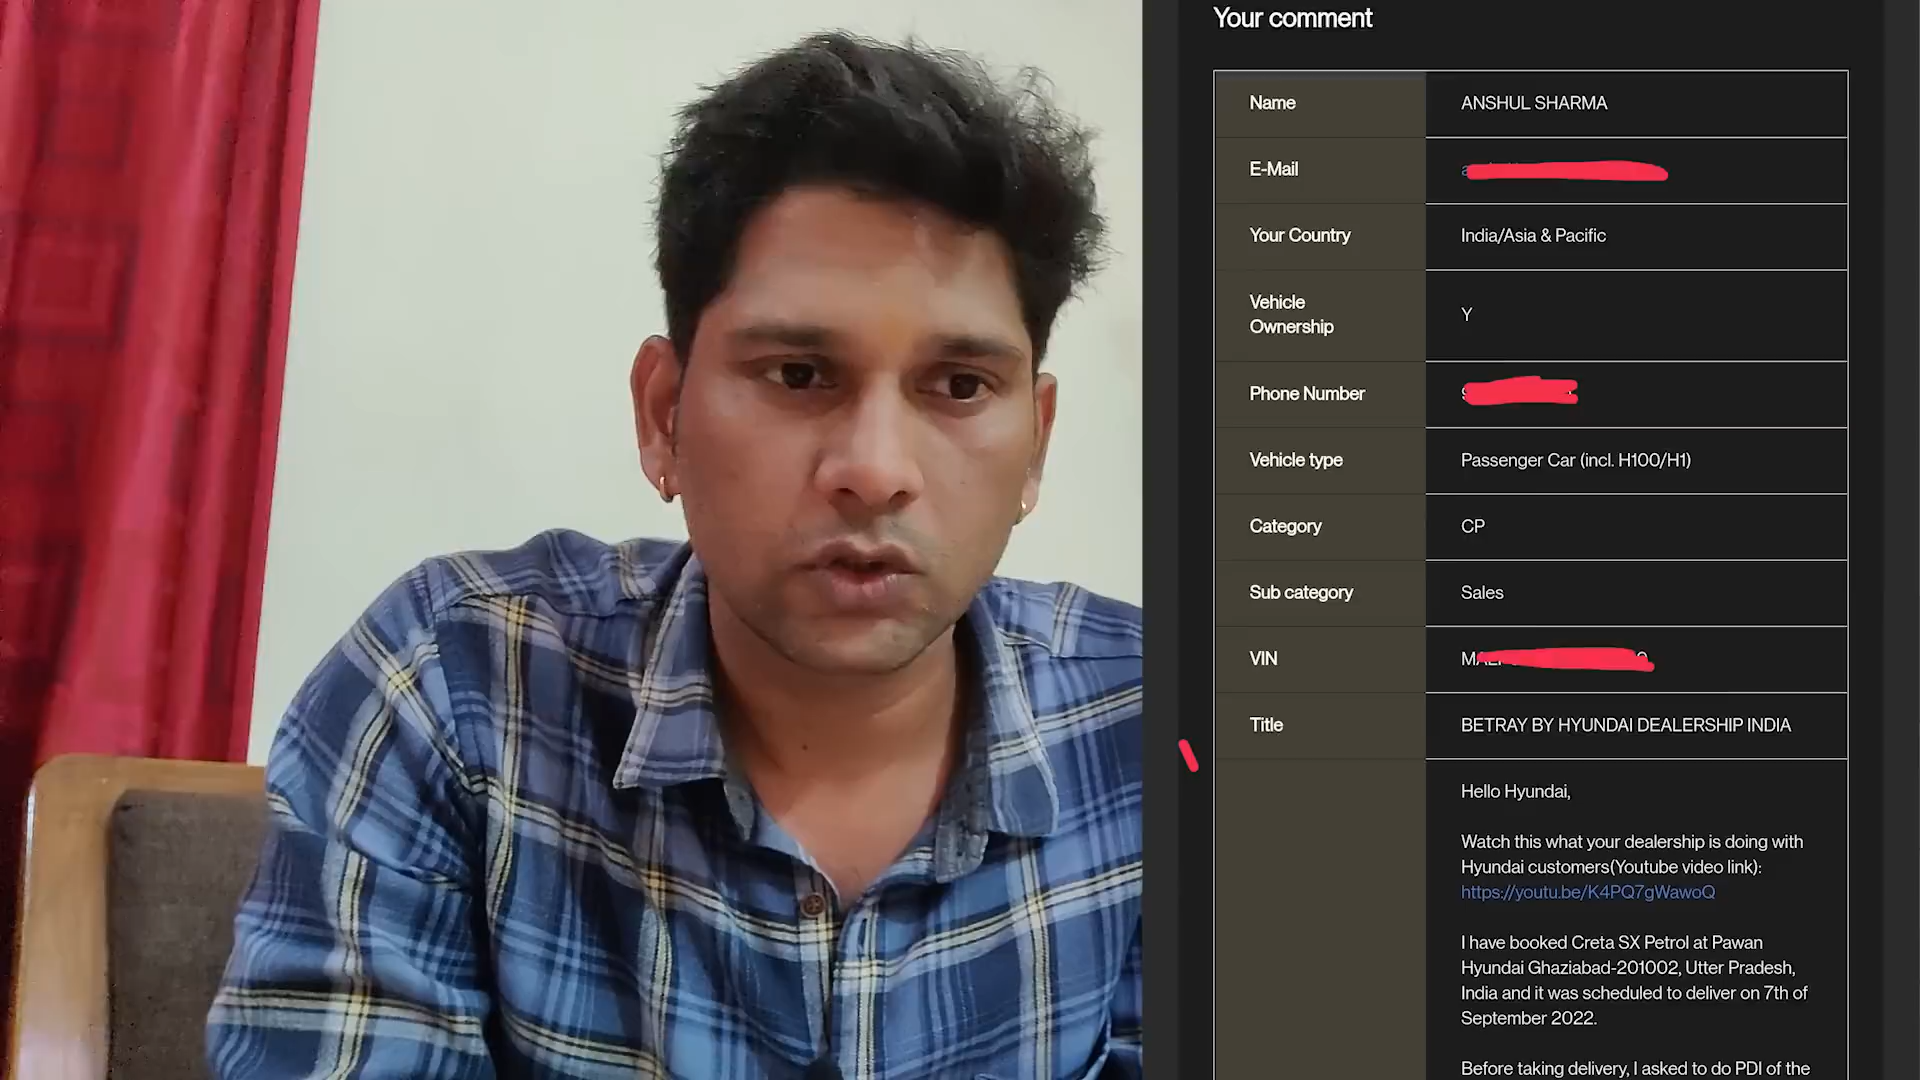 Your comment
Name ANSHUL SHARMA
E-Mail
Your Country India/Asia & Pacific
Vehicle
Ownership Y
Phone Number
Vehicle type Passenger Car (incl. H100/H1)
Category CP
Sub category Sales
VIN
Title BETRAY BY HYUNDAI DEALERSHIP INDIA
Hello Hyundai,
Watch this what your dealership is doing with
Hyundai customers(Youtube video link):
https://youtu.be/K4PQ7gWawoQ
I have booked Creta SX Petrol at Pawan
Hyundai Ghaziabad-201002, Utter Pradesh,
India and it was scheduled to deliver on 7th of
September 2022.
Before taking delivery, I asked to do PDI of the